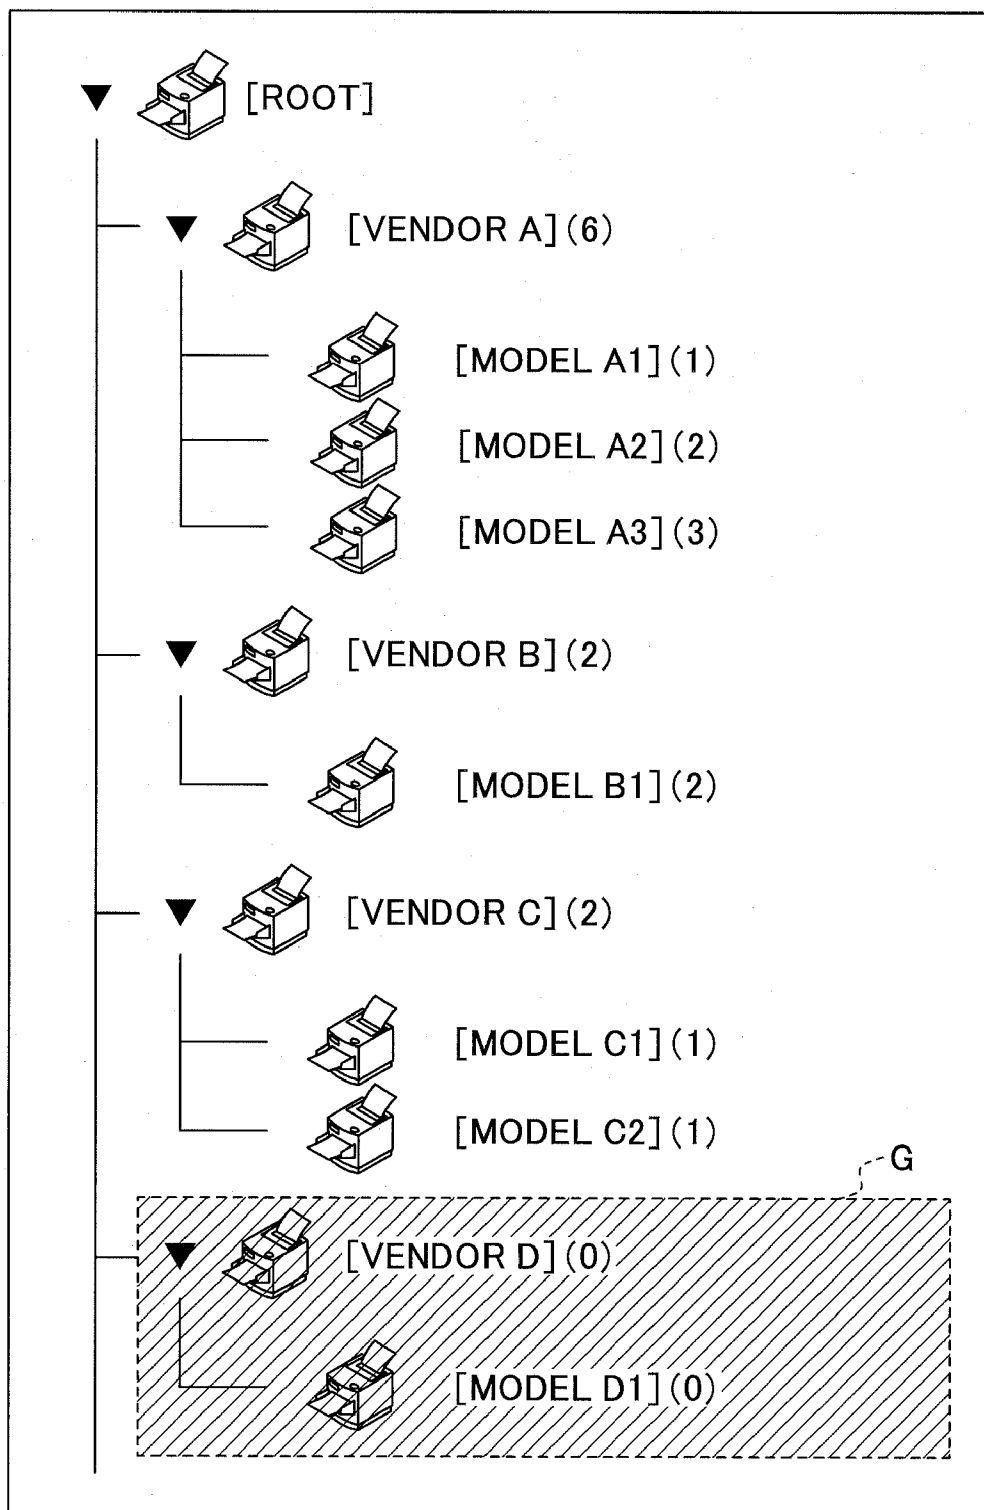 [ROOT]
[VENDOR A](6)
[MODEL A1](1)
[MODEL A2](2)
[MODEL A3](3)
[VENDOR B](2)
[MODEL B1](2)
[VENDOR C](2)
[MODEL C1](1)
[MODEL C2](1)
G
[VENDOR D](0)
[MODEL D1](0)